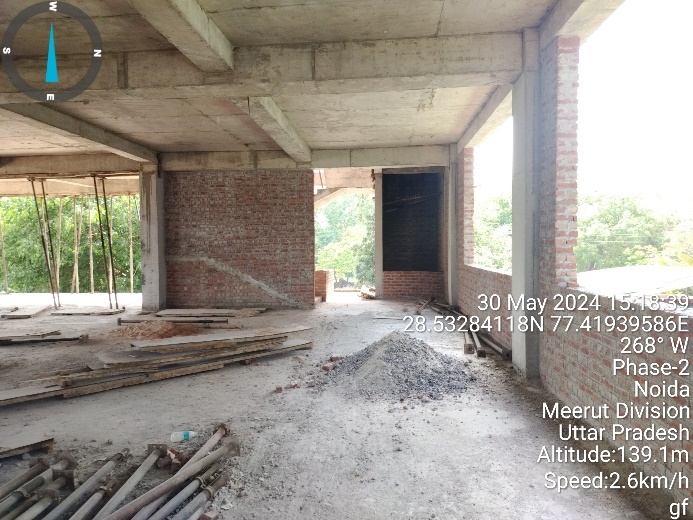 W
S
N
E
30 May 2024 15:18:39
28.53284118N 77.41939586E
268° W
Phase-2
Noida
Meerut Division
Uttar Pradesh
Altitude:139.1m
Speed:2.6km/h
gf